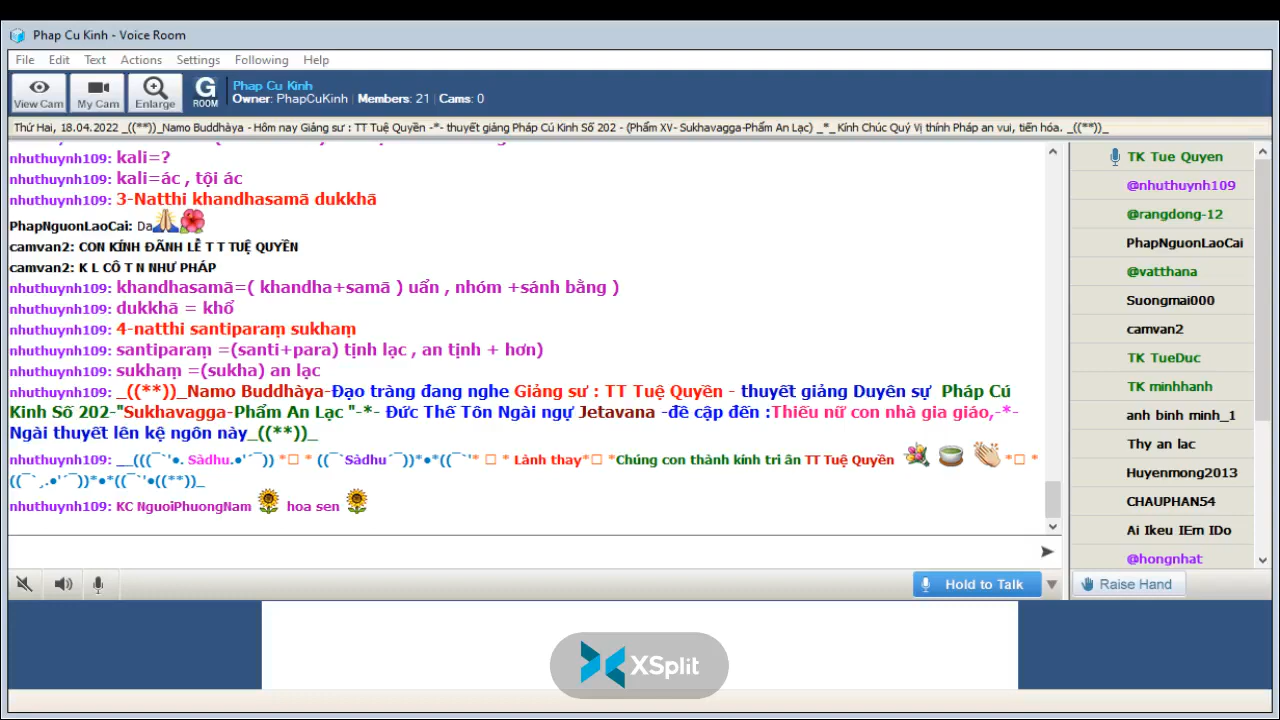 Phap Cu Kinh - Voice Room
File Edit Text Actions Settings Following Help
View Cam My Cam Enlarge G ROOM
Phap Cu Kinh
Owner: PhapCuKinh | Members: 21 | Cams: 0
Thứ Hai, 18.04.2022 _((**))_Namo Buddhàya - Hôm nay Giảng sư : TT Tuệ Quyền -*- thuyết giảng Pháp Cú Kinh Số 202 - (Phẩm XV- Sukhavagga-Phẩm An Lạc) _*_ Kính Chúc Quý Vị thính Pháp an vui, tiến hóa. _((**))_
nhuthuynh109: kali=?
nhuthuynh109: kali=ác , tội ác
nhuthuynh109: 3-Natthi khandhasamā dukkhā
PhapNguonLaoCai: Da
camvan2: CON KÍNH ĐÃNH LỄ T T TUỆ QUYỀN
camvan2: K L CÔ T N NHƯ PHÁP
nhuthuynh109: khandhasamā=( khandha+samā ) uẩn , nhóm +sánh bằng )
nhuthuynh109: dukkhā = khổ
nhuthuynh109: 4-natthi santiparaṃ sukhaṃ
nhuthuynh109: santiparaṃ =(santi+para) tịnh lạc , an tịnh + hơn)
nhuthuynh109: sukhaṃ =(sukha) an lạc
nhuthuynh109: _((**))_Namo Buddhàya-Đạo tràng đang nghe Giảng sư : TT Tuệ Quyền - thuyết giảng Duyên sự Pháp Cú
Kinh Số 202-"Sukhavagga-Phẩm An Lạc "-*- Đức Thế Tôn Ngài ngự Jetavana -đề cập đến :Thiếu nữ con nhà gia giáo,-*-
Ngài thuyết lên kệ ngôn này_((**))_
nhuthuynh109: __(((¯`'•. Sàdhu.•'´¯)) *□ * ((¯`Sàdhu´¯))*•*((¯`'* □ * Lành thay*□ *Chúng con thành kính tri ân TT Tuệ Quyền *□ *
((¯`¸.•'´¯))*•*((¯`'•((**))_
nhuthuynh109: KC NguoiPhuongNam hoa sen
TK Tue Quyen
@nhuthuynh109
@rangdong-12
PhapNguonLaoCai
@vatthana
Suongmai000
camvan2
TK TueDuc
TK minhhanh
anh binh minh_1
Thy an lac
Huyenmong2013
CHAUPHAN54
Ai Ikeu IEm IDo
@hongnhat
Hold to Talk
Raise Hand
XSplit